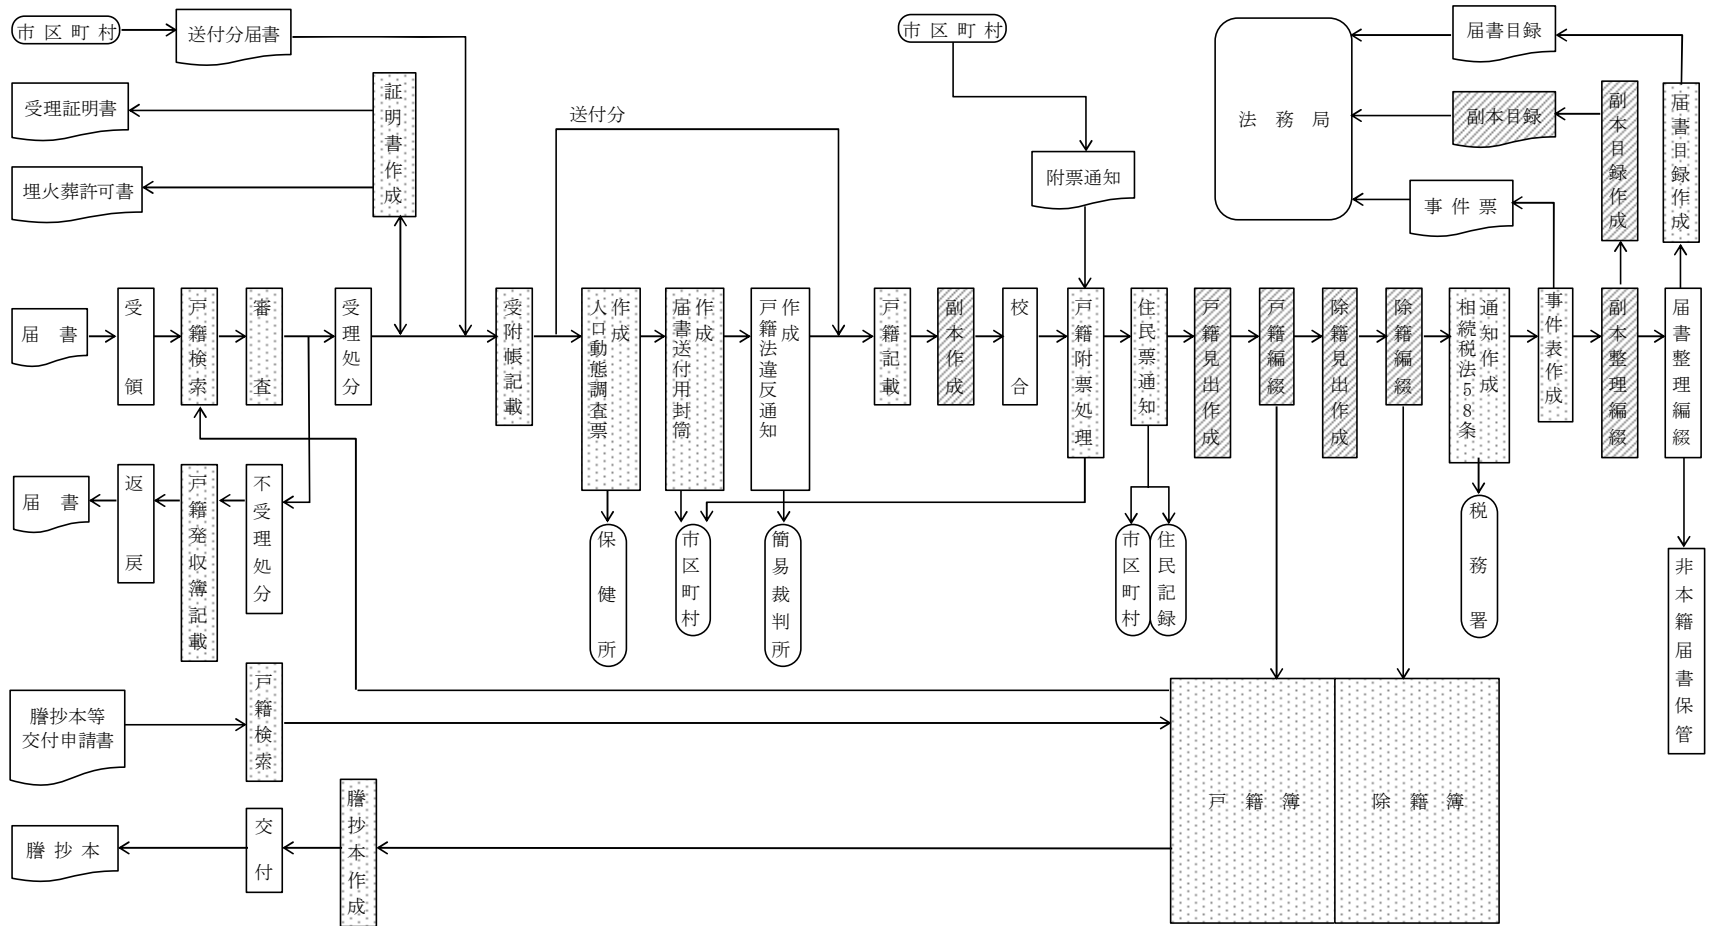 市区町村
送付分届書
受理証明書
埋火葬許可書
証明書作成
送付分
市区町村
附票通知
法務局
届書目録
副本目録
事件票
副本目録作成
届書目録作成
届書
受領
戸籍検索
審査
受理処分
受附帳記載
人口動態調査票
作成
届書送付用封筒
作成
戸籍法違反通知
作成
戸籍記載
副本作成
校合
戸籍附票処理
住民票通知
戸籍見出作成
戸籍編綴
除籍見出作成
除籍編綴
相続税法58条
通知作成
事件表作成
副本整理編綴
届書整理編綴
届書
返戻
戸籍発収簿記載
不受理処分
保健所
市区町村
簡易裁判所
市区町村
住民記録
税務署
非本籍届書保管
謄抄本等
交付申請書
戸籍検索
戸籍簿
除籍簿
謄抄本
交付
謄抄本作成